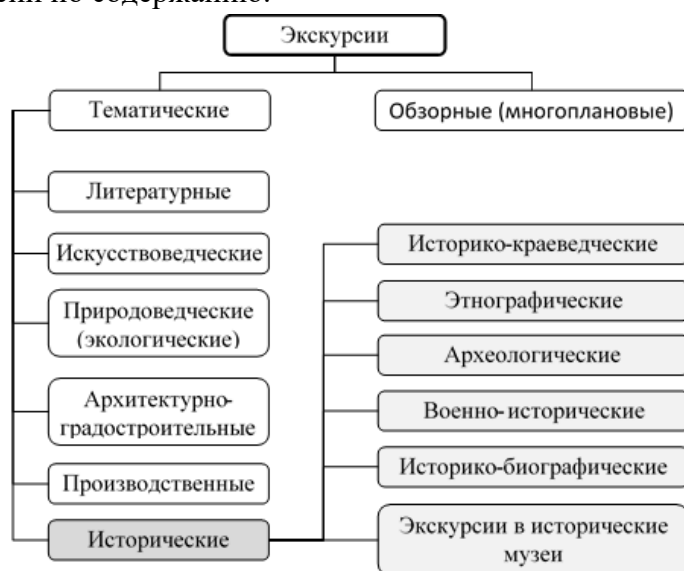 Экскурсии
Тематические
Обзорные (многоплановые)
Литературные
Искусствоведческие
Природоведческие
(экологические)
Архитектурно-
градостроительные
Производственные
Исторические
Историко-краеведческие
Этнографические
Археологические
Военно-исторические
Историко-биографические
Экскурсии в исторические
музеи